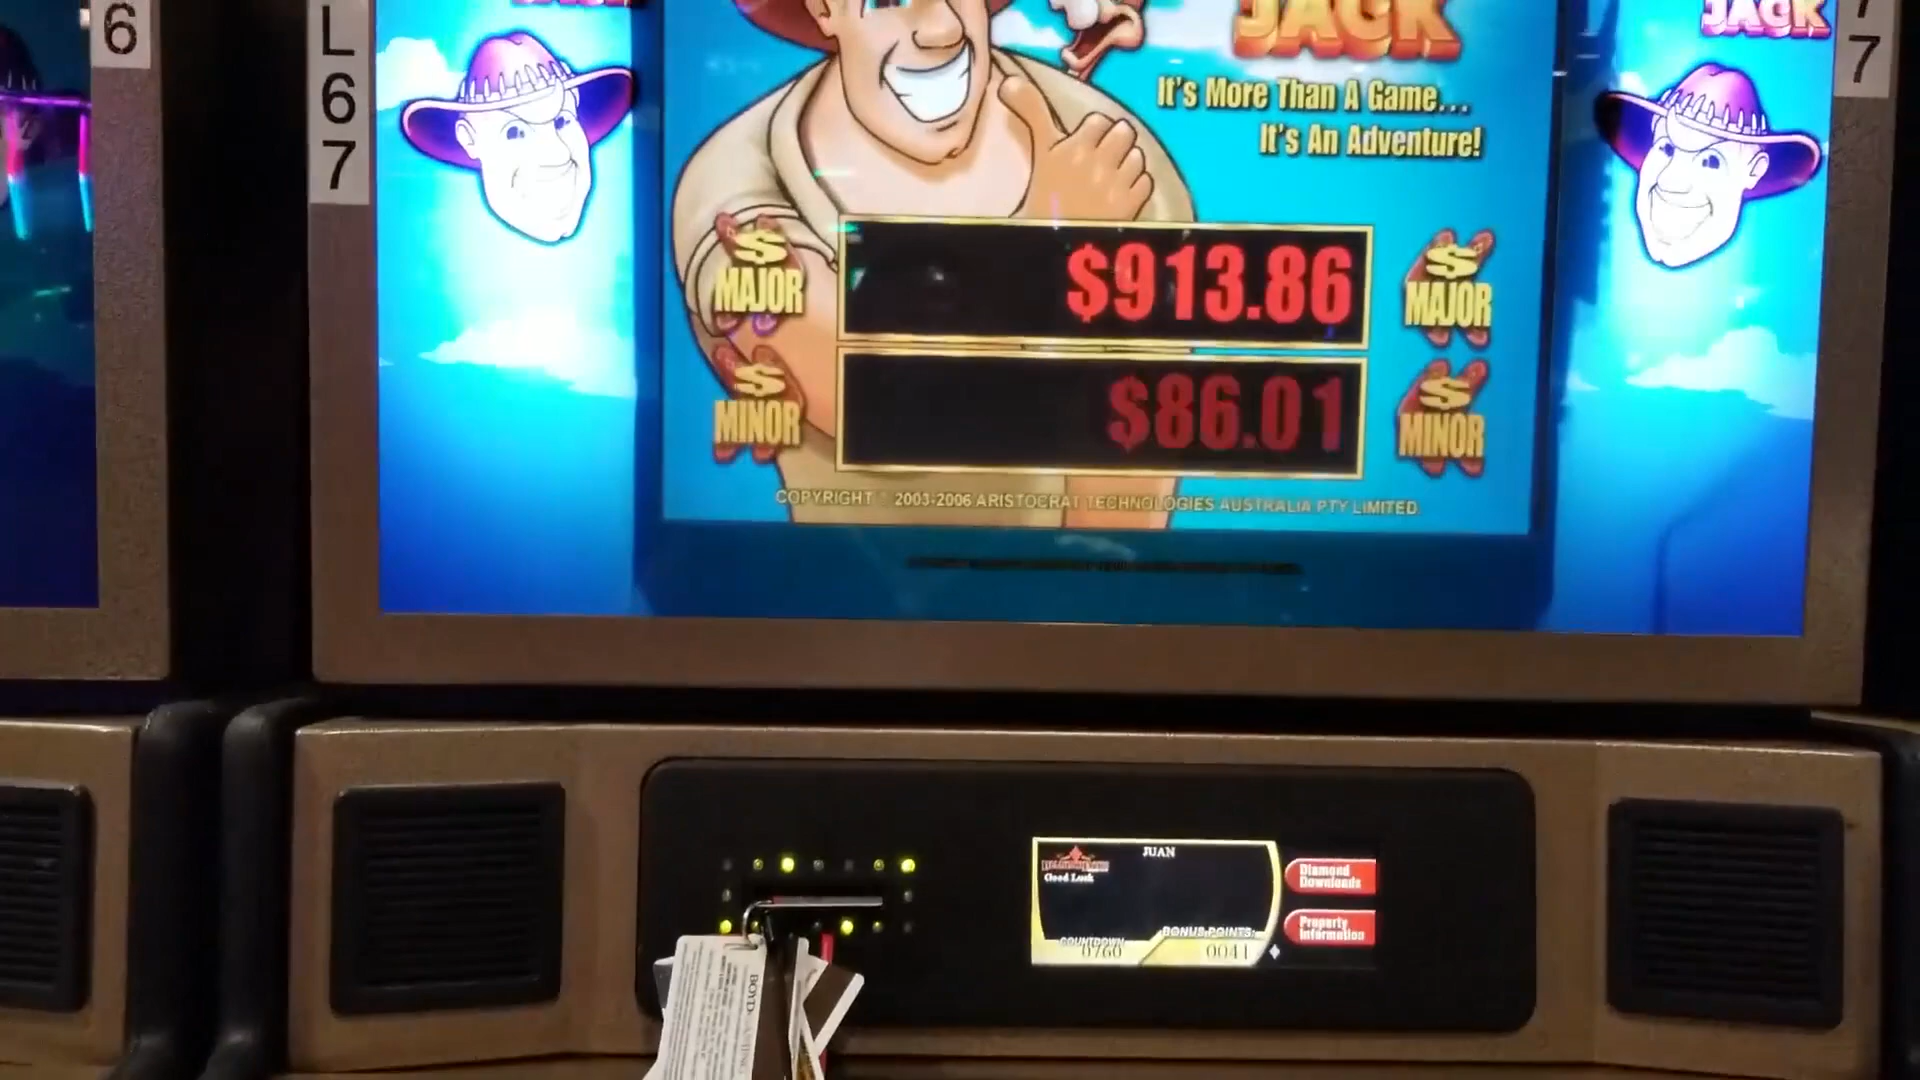 6
L
6
7
7
7
JACK
JACK
It's More Than A Game...
It's An Adventure!
$
MAJOR
$913.86
$
MAJOR
$
MINOR
$86.01
$
MINOR
COPYRIGHT © 2003-2006 ARISTOCRAT TECHNOLOGIES AUSTRALIA PTY LIMITED.
JUAN
Good Luck
COUNTDOWN
0760
BONUS POINTS:
0041
Diamond
Downloads
Property
Information
BOYD